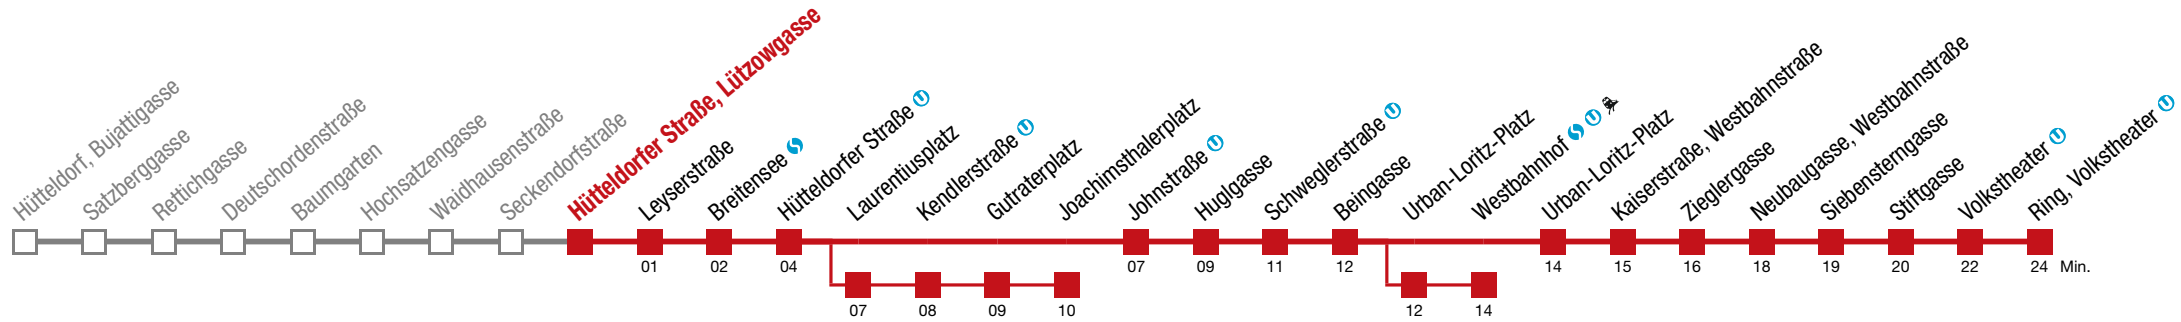 Hütteldorf, Bujattigasse
Satzberggasse
Rettichgasse
Deutschordenstraße
Baumgarten
Hochsatzengasse
Waidhausenstraße
Seckendorfstraße
Hütteldorfer Straße, Lützowgasse
Leyserstraße
Breitensee
Hütteldorfer Straße U
Laurentiusplatz
Kendlerstraße U
Gutraterplatz
Joachimsthalerplatz
Johnstraße U
Huglgasse
Schweglerstraße U
Beingasse
Urban-Loritz-Platz
Westbahnhof U
Urban-Loritz-Platz
Kaiserstraße, Westbahnstraße
Zieglergasse
Neubaugasse, Westbahnstraße
Siebensterngasse
Stiftgasse
Volkstheater U
Ring, Volkstheater U
01 02 04 07 09 11 12 14 15 16 18 19 20 22 24 Min.
07 08 09 10 12 14